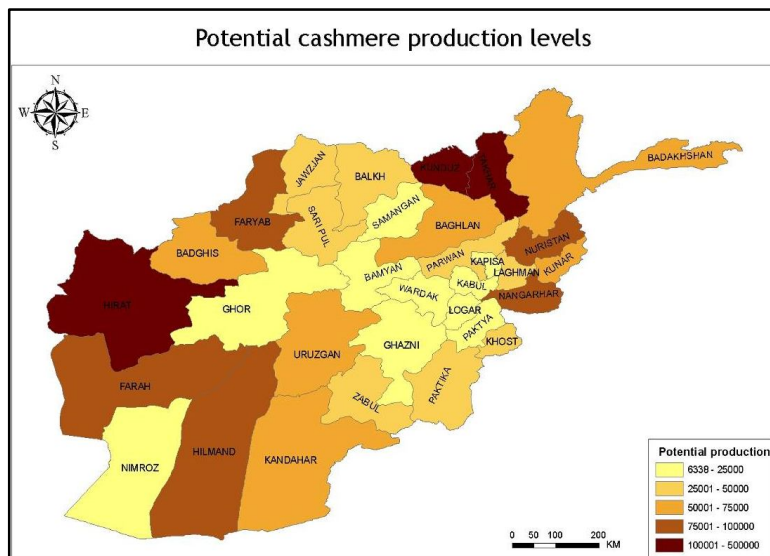 Potential cashmere production levels
N
W E
S
JAWZJAN
BALKH
KUNDUZ
TAKHAR
BADAKHSHAN
SAMANGAN
FARYAB
SARI PUL
BAGHLAN
BADGHIS
NURISTAN
PARWAN
KAPISA
KUNAR
LAGHMAN
BAMYAN
KABUL
WARDAK
NANGARHAR
HIRAT
GHOR
LOGAR
PAKTYA
KHOST
GHAZNI
URUZGAN
FARAH
PAKTIKA
ZABUL
HILMAND
KANDAHAR
NIMROZ
Potential production
6338 - 25000
25001 - 50000
50001 - 75000
75001 - 100000
100001 - 500000
0 50 100 200
KM